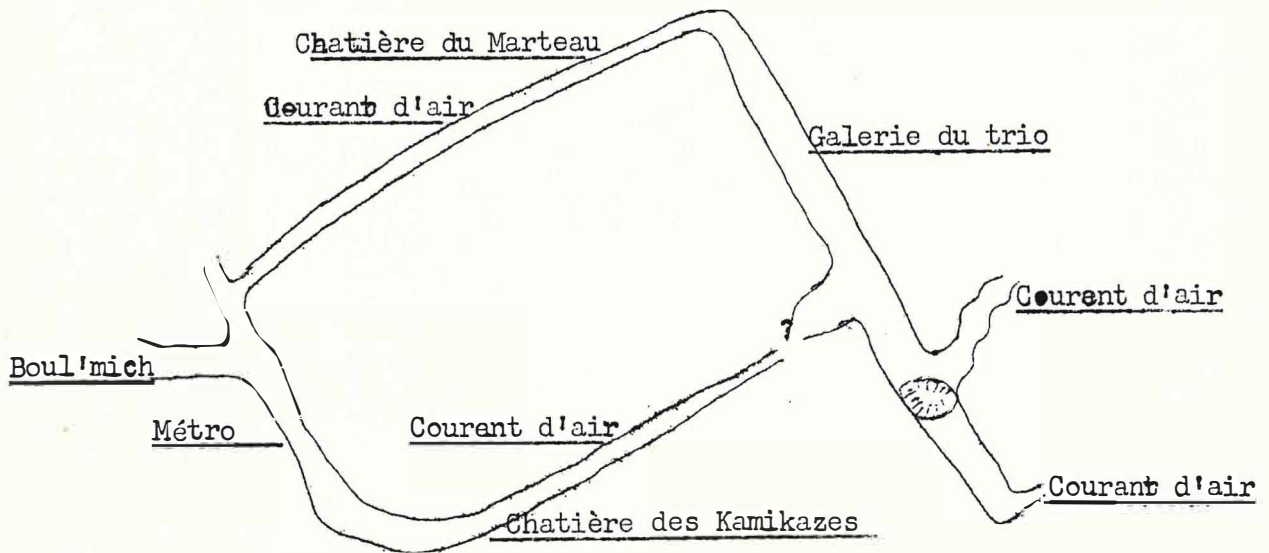 Chatière du Marteau
Courant d'air
Galerie du trio
Courant d'air
Boul'mich
?
Métro
Courant d'air
Courant d'air
Chatière des Kamikazes